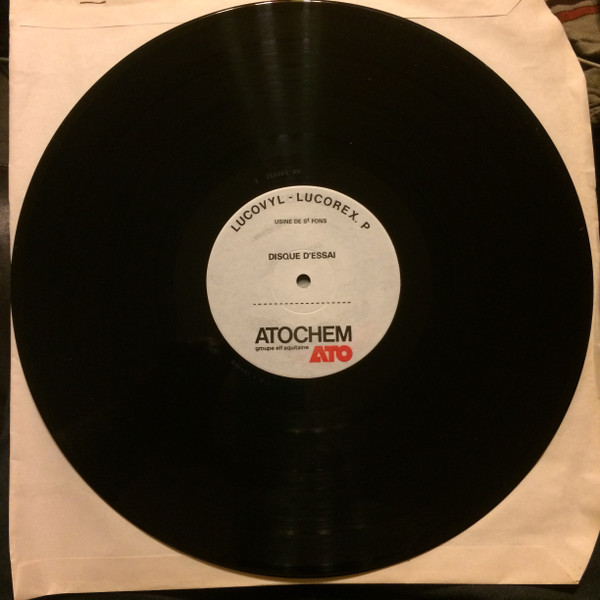 LUCOVYL - LUCOREX. P
USINE DE St FONS
DISQUE D'ESSAI
ATOCHEM
groupe elf aquitaine
ATO